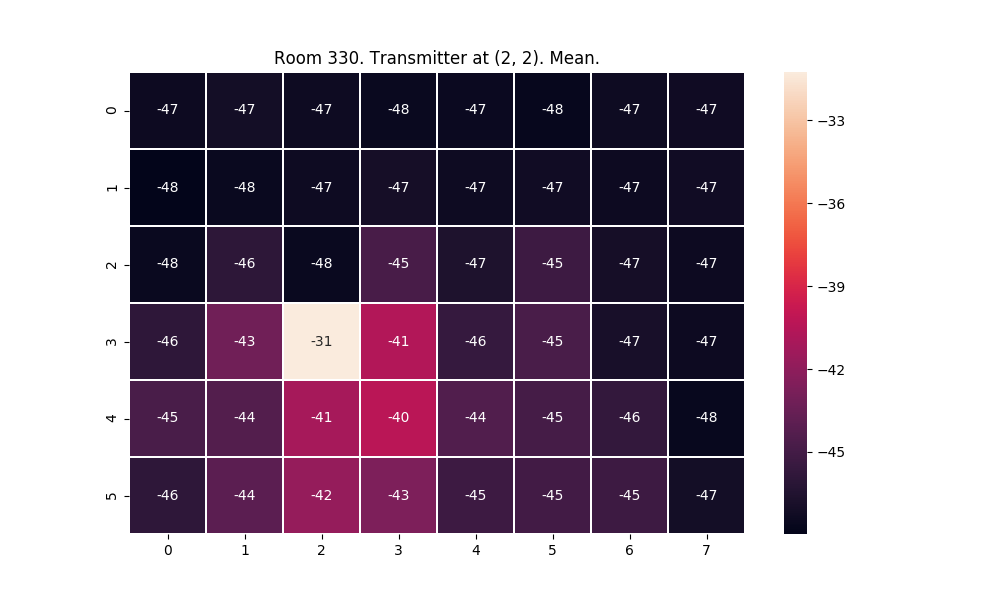 Room 330. Transmitter at (2, 2). Mean.
0 -47 -47 -47 -48 -47 -48 -47 -47
1 -48 -48 -47 -47 -47 -47 -47 -47
2 -48 -46 -48 -45 -47 -45 -47 -47
3 -46 -43 -31 -41 -46 -45 -47 -47
4 -45 -44 -41 -40 -44 -45 -46 -48
5 -46 -44 -42 -43 -45 -45 -45 -47
0 1 2 3 4 5 6 7
−33
−36
−39
−42
−45